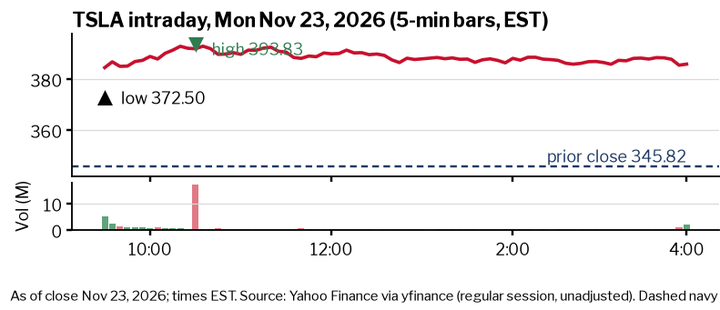 TSLA intraday, Mon Nov 23, 2026 (5-min bars, EST)
high 393.83
380
low 372.50
360
prior close 345.82
Vol (M)
10
0
10:00 12:00 2:00 4:00
As of close Nov 23, 2026; times EST. Source: Yahoo Finance via yfinance (regular session, unadjusted). Dashed navy